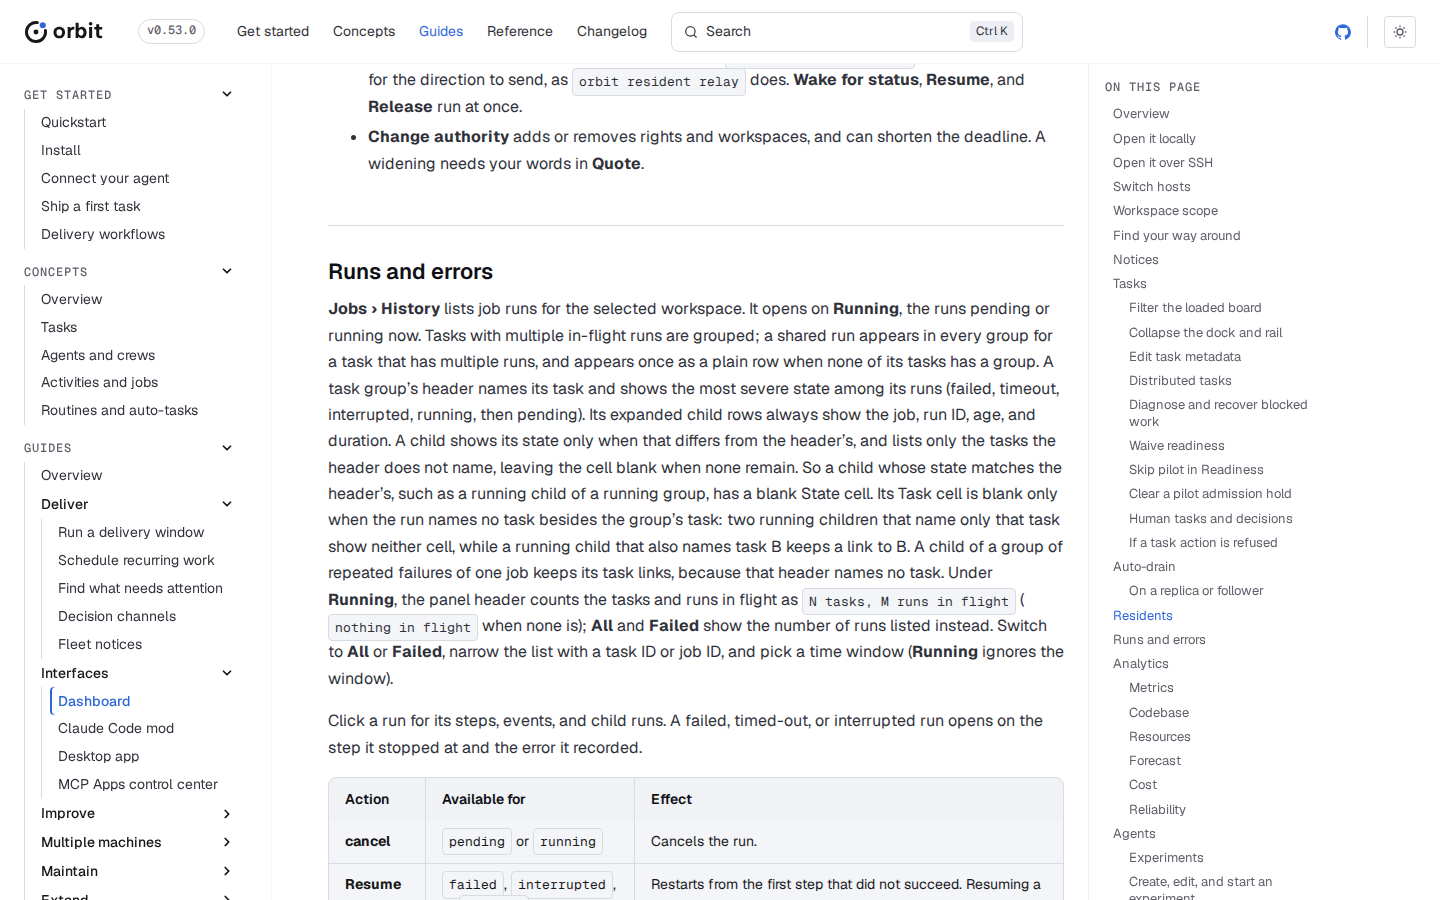 orbit
v0.53.0
Get started
Concepts
Guides
Reference
Changelog
Search
Ctrl K
GET STARTED
Quickstart
Install
Connect your agent
Ship a first task
Delivery workflows
CONCEPTS
Overview
Tasks
Agents and crews
Activities and jobs
Routines and auto-tasks
GUIDES
Overview
Deliver
Run a delivery window
Schedule recurring work
Find what needs attention
Decision channels
Fleet notices
Interfaces
Dashboard
Claude Code mod
Desktop app
MCP Apps control center
Improve
Multiple machines
Maintain
Extend
for the direction to send, as orbit resident relay does. Wake for status, Resume, and
Release run at once.
Change authority adds or removes rights and workspaces, and can shorten the deadline. A
widening needs your words in Quote.
Runs and errors
Jobs › History lists job runs for the selected workspace. It opens on Running, the runs pending or
running now. Tasks with multiple in-flight runs are grouped; a shared run appears in every group for
a task that has multiple runs, and appears once as a plain row when none of its tasks has a group. A
task group’s header names its task and shows the most severe state among its runs (failed, timeout,
interrupted, running, then pending). Its expanded child rows always show the job, run ID, age, and
duration. A child shows its state only when that differs from the header’s, and lists only the tasks the
header does not name, leaving the cell blank when none remain. So a child whose state matches the
header’s, such as a running child of a running group, has a blank State cell. Its Task cell is blank only
when the run names no task besides the group’s task: two running children that name only that task
show neither cell, while a running child that also names task B keeps a link to B. A child of a group of
repeated failures of one job keeps its task links, because that header names no task. Under
Running, the panel header counts the tasks and runs in flight as N tasks, M runs in flight (
nothing in flight when none is); All and Failed show the number of runs listed instead. Switch
to All or Failed, narrow the list with a task ID or job ID, and pick a time window (Running ignores the
window).
Click a run for its steps, events, and child runs. A failed, timed-out, or interrupted run opens on the
step it stopped at and the error it recorded.
Action Available for Effect
cancel pending or running Cancels the run.
Resume failed, interrupted, Restarts from the first step that did not succeed. Resuming a
ON THIS PAGE
Overview
Open it locally
Open it over SSH
Switch hosts
Workspace scope
Find your way around
Notices
Tasks
Filter the loaded board
Collapse the dock and rail
Edit task metadata
Distributed tasks
Diagnose and recover blocked
work
Waive readiness
Skip pilot in Readiness
Clear a pilot admission hold
Human tasks and decisions
If a task action is refused
Auto-drain
On a replica or follower
Residents
Runs and errors
Analytics
Metrics
Codebase
Resources
Forecast
Cost
Reliability
Agents
Experiments
Create, edit, and start an
experiment